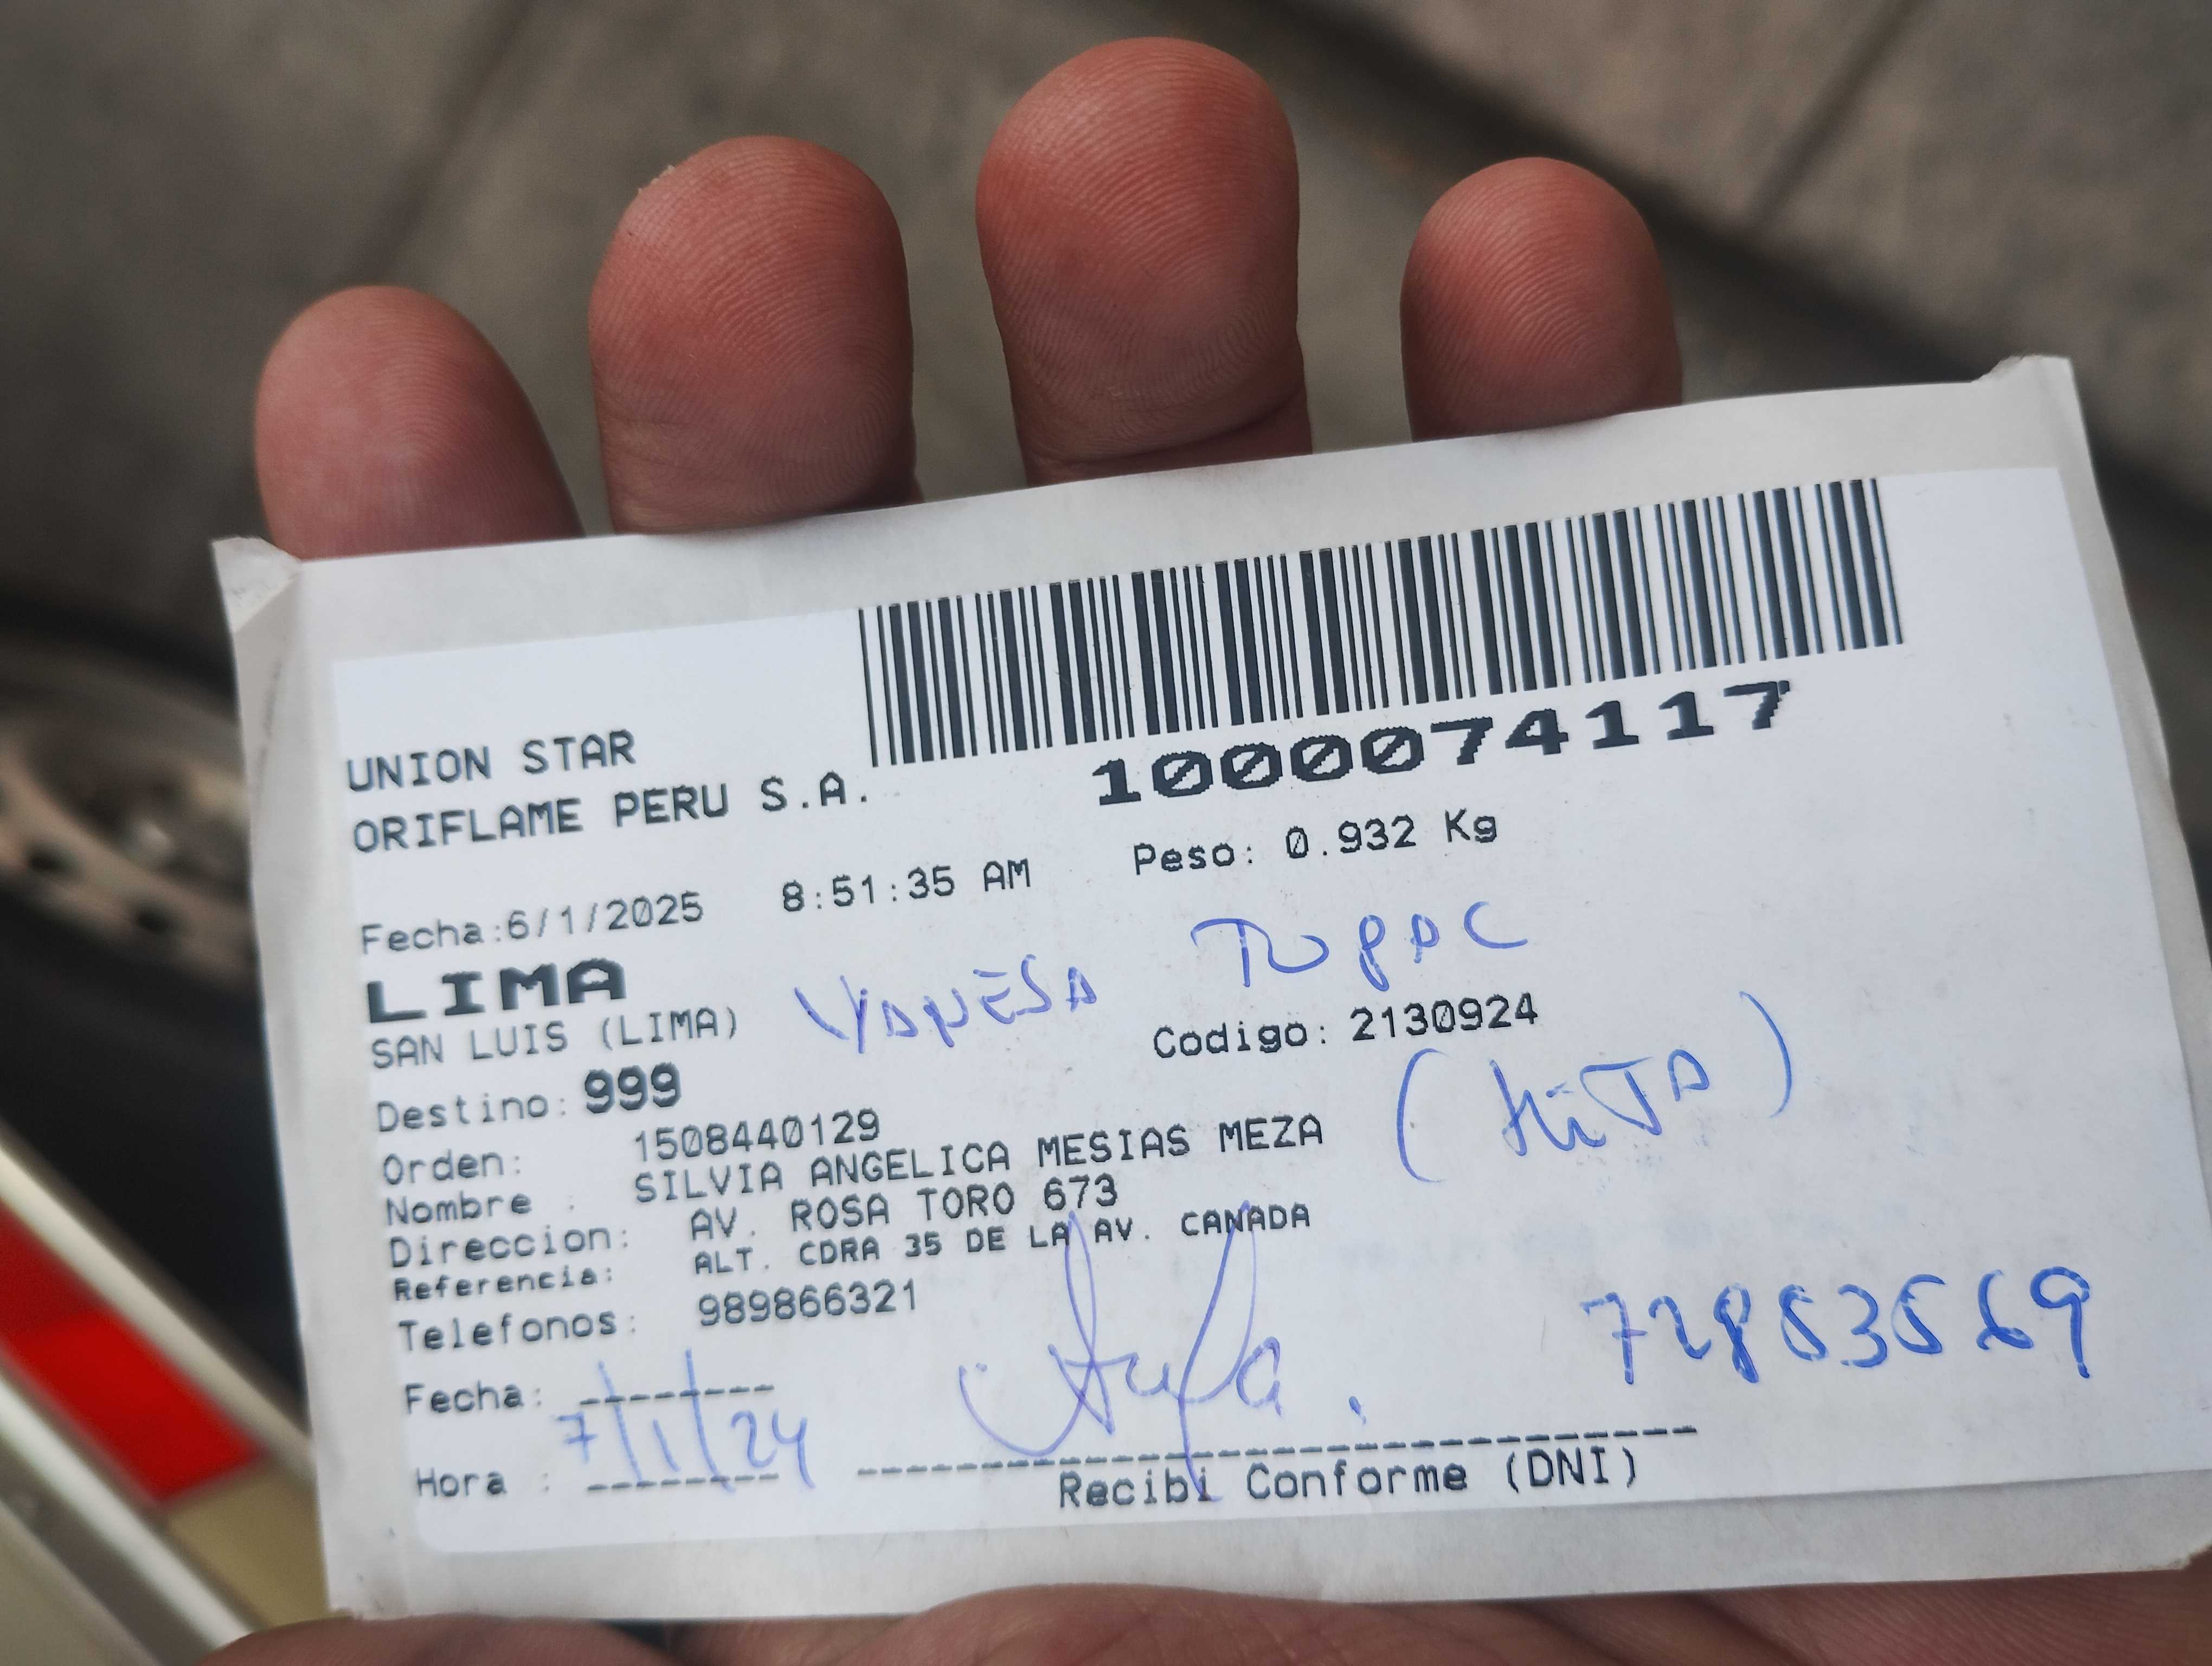 1000074117
UNION STAR
ORIFLAME PERU S.A.
Peso: 0.932 Kg
Fecha:6/1/2025 8:51:35 AM
LIMA
VANESA TUPAC
SAN LUIS (LIMA)
Codigo: 2130924
Destino: 999
(HiJA)
Orden: 1508440129
Nombre : SILVIA ANGELICA MESIAS MEZA
Direccion: AV. ROSA TORO 673
Referencia: ALT. CDRA 35 DE LA AV. CANADA
Telefonos: 989866321
Fecha: 7/1/24
Hora :
Recibi Conforme (DNI)